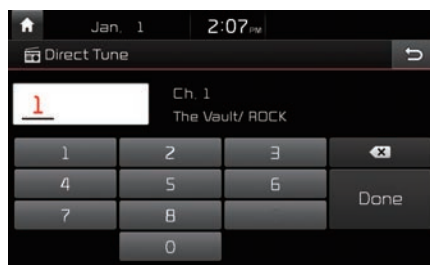 Jan. 1 2:07 PM
Direct Tune
1 Ch. 1
The Vault/ ROCK
1 2 3
4 5 6
Done
7 8
0